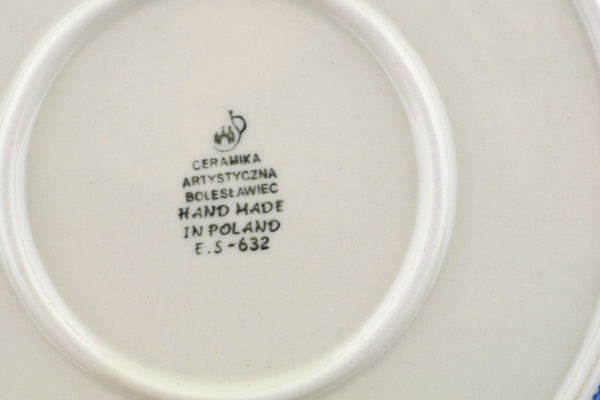 CERAMIKA
ARTYSTYCZNA
BOLESŁAWIEC
HAND MADE
IN POLAND
E.S-632